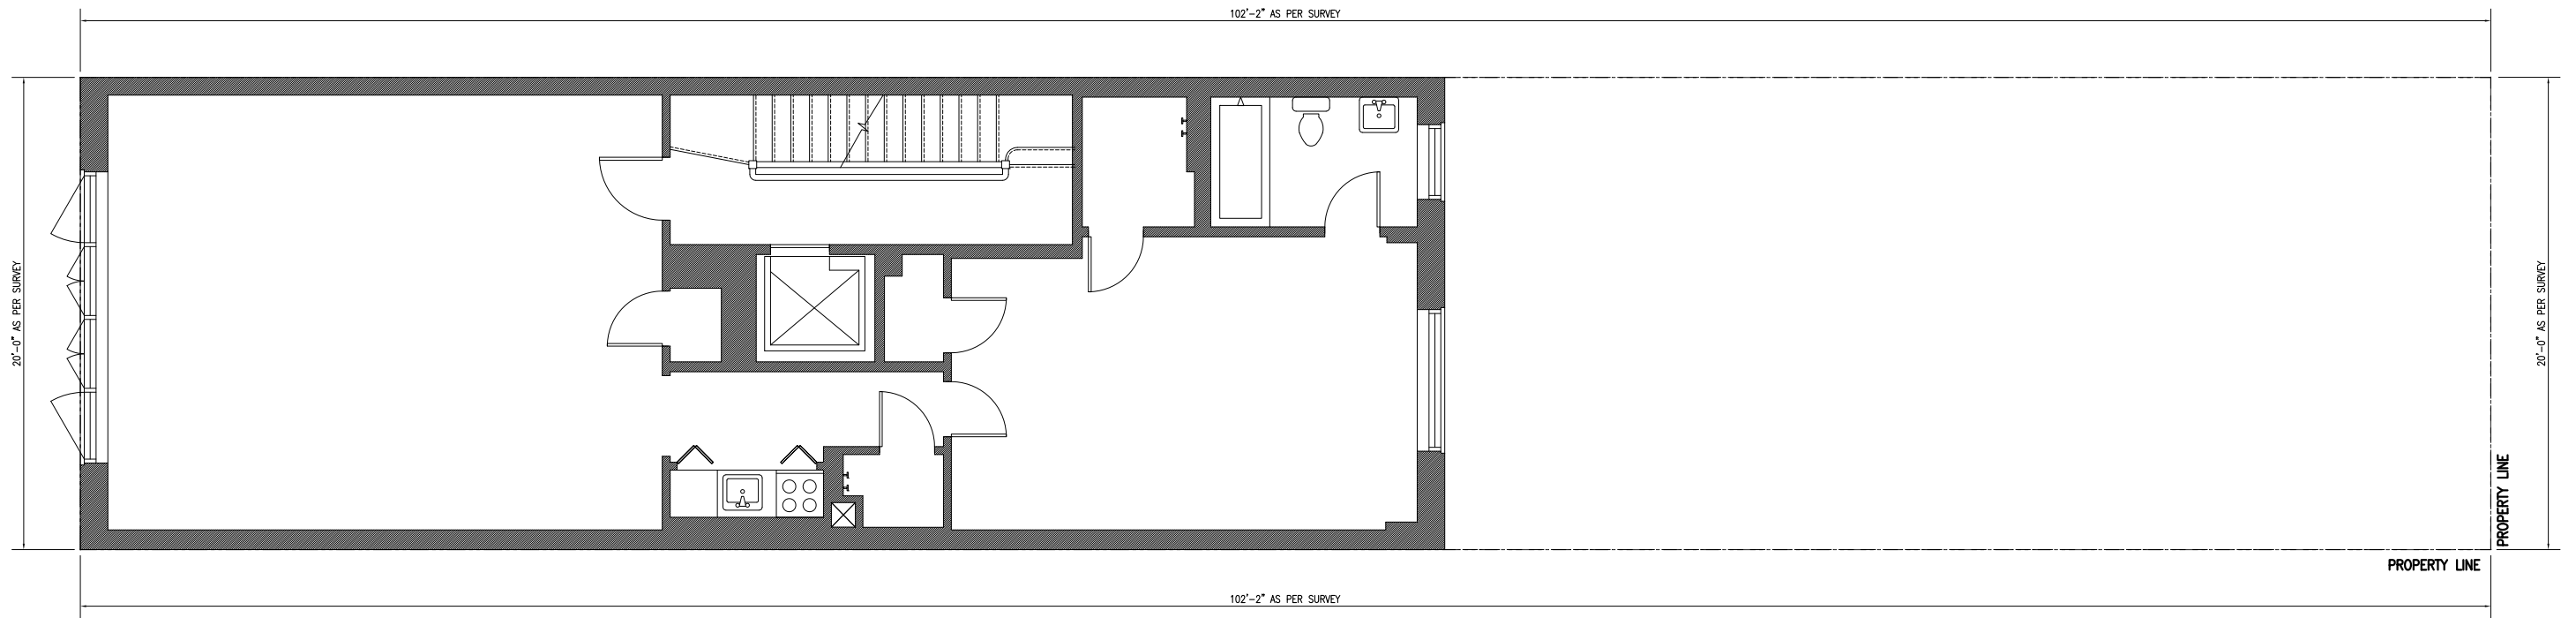 102'-2" AS PER SURVEY
20'-0" AS PER SURVEY
20'-0" AS PER SURVEY
PROPERTY LINE
PROPERTY LINE
102'-2" AS PER SURVEY